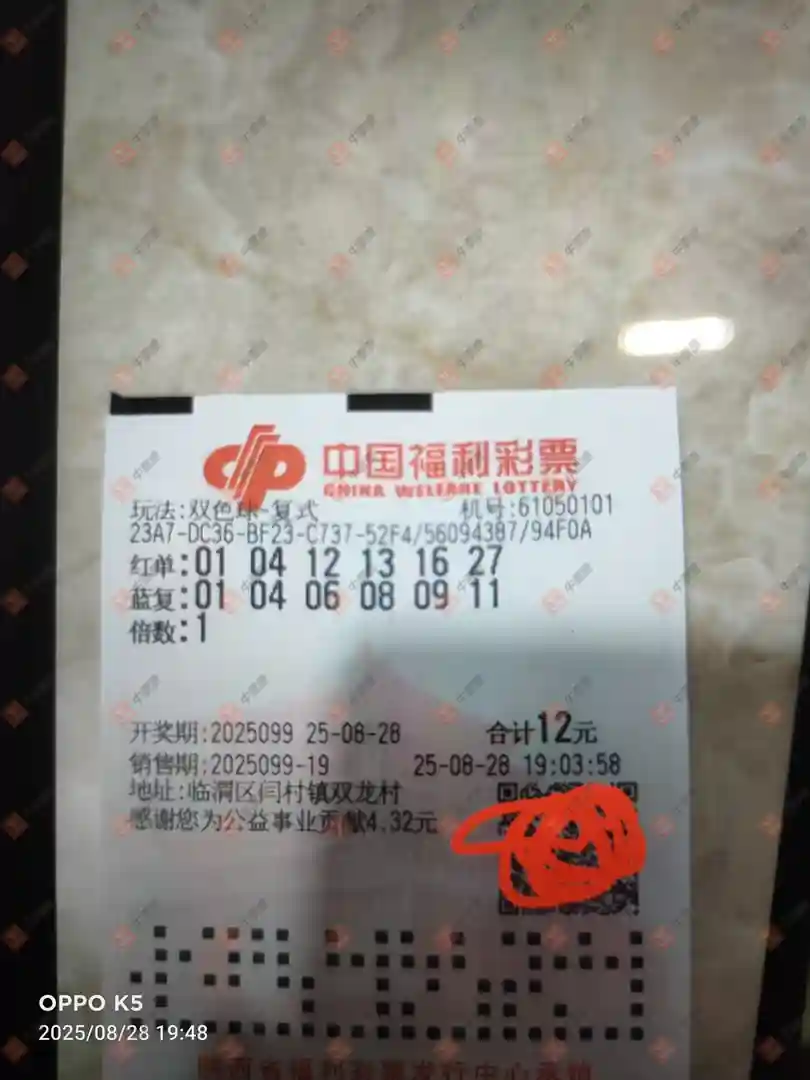 中国福利彩票
CHINA WELFARE LOTTERY
玩法:双色球-复式 机号:61050101
23A7-DC36-BF23-C737-52F4/56094387/94F0A
红单:01 04 12 13 16 27
蓝复:01 04 06 08 09 11
倍数:1
开奖期:2025099 25-08-28 合计12元
销售期:2025099-19 25-08-28 19:03:58
地址:临渭区闫村镇双龙村
感谢您为公益事业贡献4.32元
OPPO K5
2025/08/28 19:48